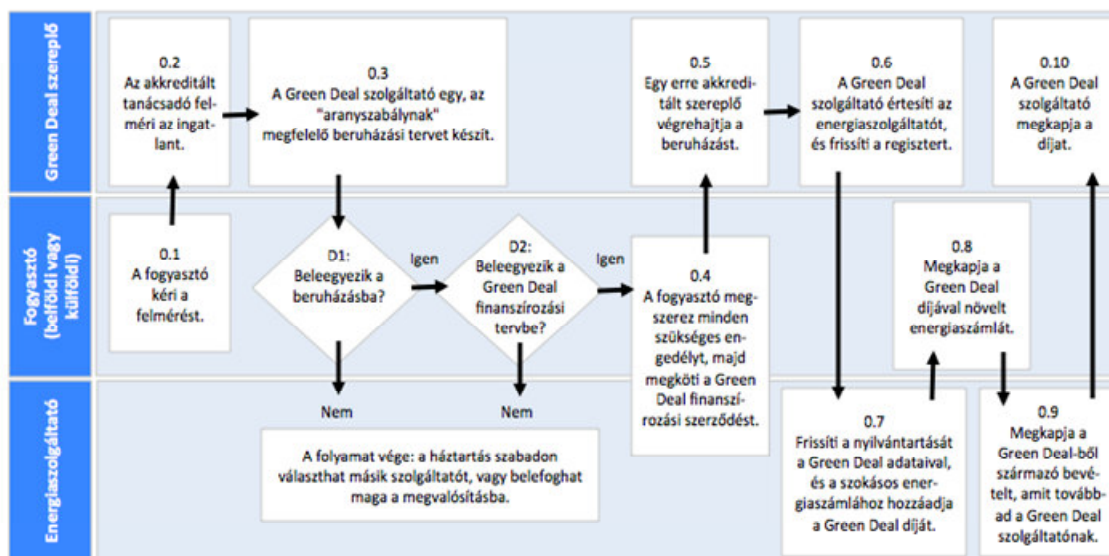 Green Deal szereplő
0.2
Az akkreditált
tanácsadó fel-
méri az ingat-
lant.
0.3
A Green Deal szolgáltató egy, az
"aranyszabálynak"
megfelelő beruházási tervet készít.
0.5
Egy erre akkredi-
tált szereplő
végrehajtja a
beruházást.
0.6
A Green Deal
szolgáltató értesíti az
energiaszolgáltatót,
és frissíti a regisztert.
0.10
A Green Deal
szolgáltató
megkapja a
díjat.
Fogyasztó
(belföldi vagy
külföldi)
0.1
A fogyasztó
kéri a
felmérést.
D1:
Beleegyezik a
beruházásba?
Igen
D2:
Beleegyezik a
Green Deal
finanszírozási
tervbe?
Igen
0.4
A fogyasztó meg-
szerez minden
szükséges en-
gedélyt, majd
megköti a Green
Deal finanszí-
rozási szerződést.
0.8
Megkapja a
Green Deal
díjával növelt
energiaszámlát.
Energiaszolgáltató
Nem
Nem
A folyamat vége: a háztartás szabadon
választhat másik szolgáltatót, vagy belefoghat
maga a megvalósításba.
0.7
Frissíti a nyilvántartását
a Green Deal adataival,
és a szokásos ener-
giaszámlához hozzáadja
a Green Deal díját.
0.9
Megkapja a
Green Deal-ből
származó bevé-
telt, amit továb-
bad a Green Deal
szolgáltatónak.